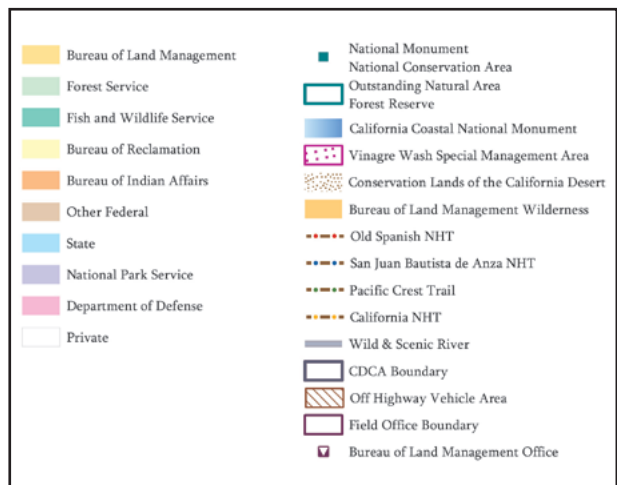 Bureau of Land Management
Forest Service
Fish and Wildlife Service
Bureau of Reclamation
Bureau of Indian Affairs
Other Federal
State
National Park Service
Department of Defense
Private
National Monument
National Conservation Area
Outstanding Natural Area
Forest Reserve
California Coastal National Monument
Vinagre Wash Special Management Area
Conservation Lands of the California Desert
Bureau of Land Management Wilderness
Old Spanish NHT
San Juan Bautista de Anza NHT
Pacific Crest Trail
California NHT
Wild & Scenic River
CDCA Boundary
Off Highway Vehicle Area
Field Office Boundary
Bureau of Land Management Office